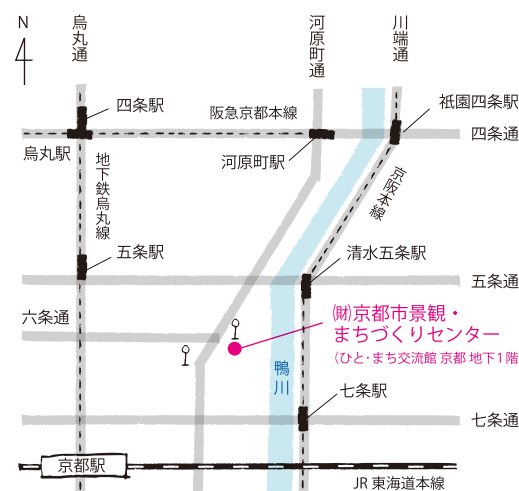 N
烏丸通
河原町通
川端通
四条駅
阪急京都本線
祇園四条駅
四条通
烏丸駅
河原町駅
地下鉄烏丸線
京阪本線
五条駅
清水五条駅
五条通
六条通
㈶京都市景観・
まちづくりセンター
（ひと・まち交流館 京都 地下1階
鴨川
七条駅
七条通
京都駅
JR 東海道本線